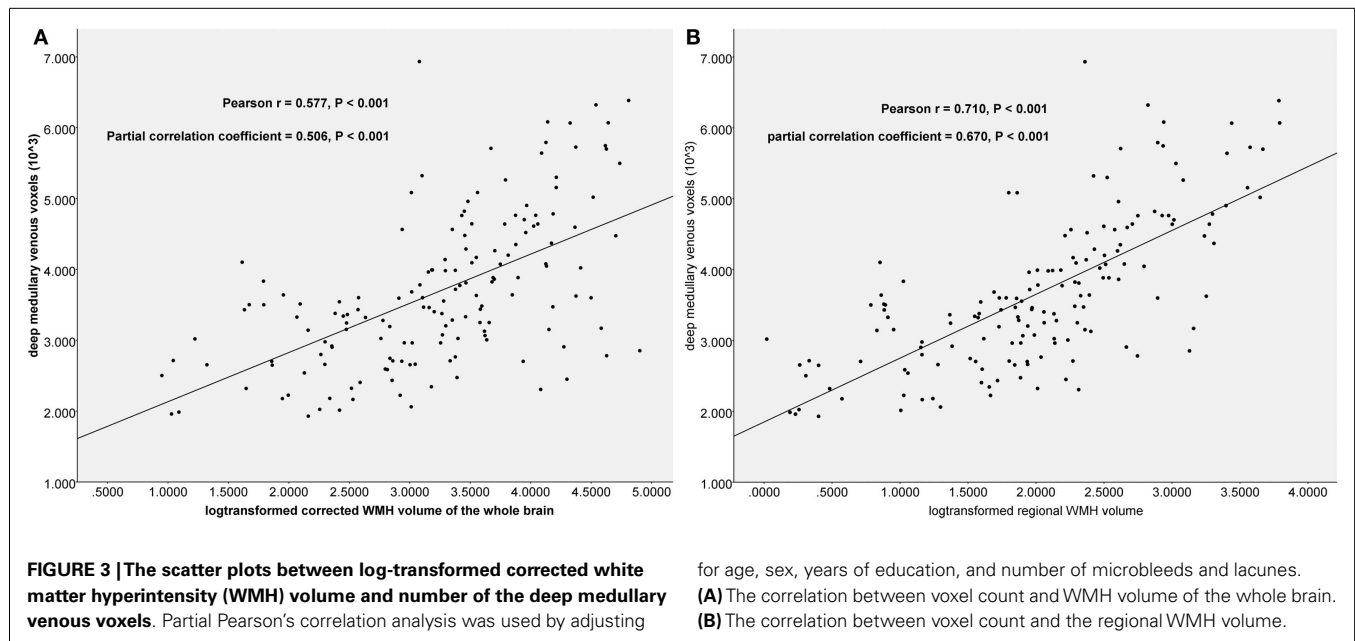 A
7.000
6.000
5.000
4.000
3.000
2.000
1.000
deep medullary venous voxels (10^3)
Pearson r = 0.577, P < 0.001
Partial correlation coefficient = 0.506, P < 0.001
.5000 1.0000 1.5000 2.0000 2.5000 3.0000 3.5000 4.0000 4.5000 5.0000
logtransformed corrected WMH volume of the whole brain
B
7.000
6.000
5.000
4.000
3.000
2.000
1.000
deep medullary venous voxels (10^3)
Pearson r = 0.710, P < 0.001
partial correlation coefficient = 0.670, P < 0.001
.0000 .5000 1.0000 1.5000 2.0000 2.5000 3.0000 3.5000 4.0000
logtransformed regional WMH volume
FIGURE 3 | The scatter plots between log-transformed corrected white
matter hyperintensity (WMH) volume and number of the deep medullary
venous voxels. Partial Pearson's correlation analysis was used by adjusting
for age, sex, years of education, and number of microbleeds and lacunes.
(A) The correlation between voxel count and WMH volume of the whole brain.
(B) The correlation between voxel count and the regional WMH volume.